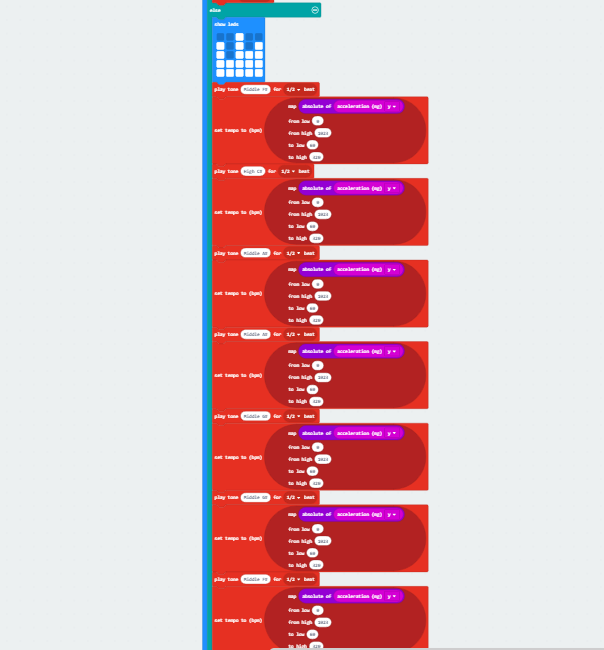 else
show leds
play tone Middle F# for 1/2 beat
map absolute of acceleration (mg) y
from low 0
from high 1023
set tempo to (bpm)
to low 60
to high 320
play tone High C# for 1/2 beat
map absolute of acceleration (mg) y
from low 0
from high 1023
set tempo to (bpm)
to low 60
to high 320
play tone Middle for 1/2 beat
map absolute of acceleration (mg) y
from low 0
from high 1023
set tempo to (bpm)
to low 60
to high 320
play tone Middle for 1/2 beat
map absolute of acceleration (mg) y
from low 0
from high 1023
set tempo to (bpm)
to low 60
to high 320
play tone Middle for 1/2 beat
map absolute of acceleration (mg) y
from low 0
from high 1023
set tempo to (bpm)
to low 60
to high 320
play tone Middle for 1/2 beat
map absolute of acceleration (mg) y
from low 0
from high 1023
set tempo to (bpm)
to low 60
to high 320
play tone Middle F# for 1/2 beat
map absolute of acceleration (mg) y
from low 0
from high 1023
set tempo to (bpm)
to low 60
to high 320